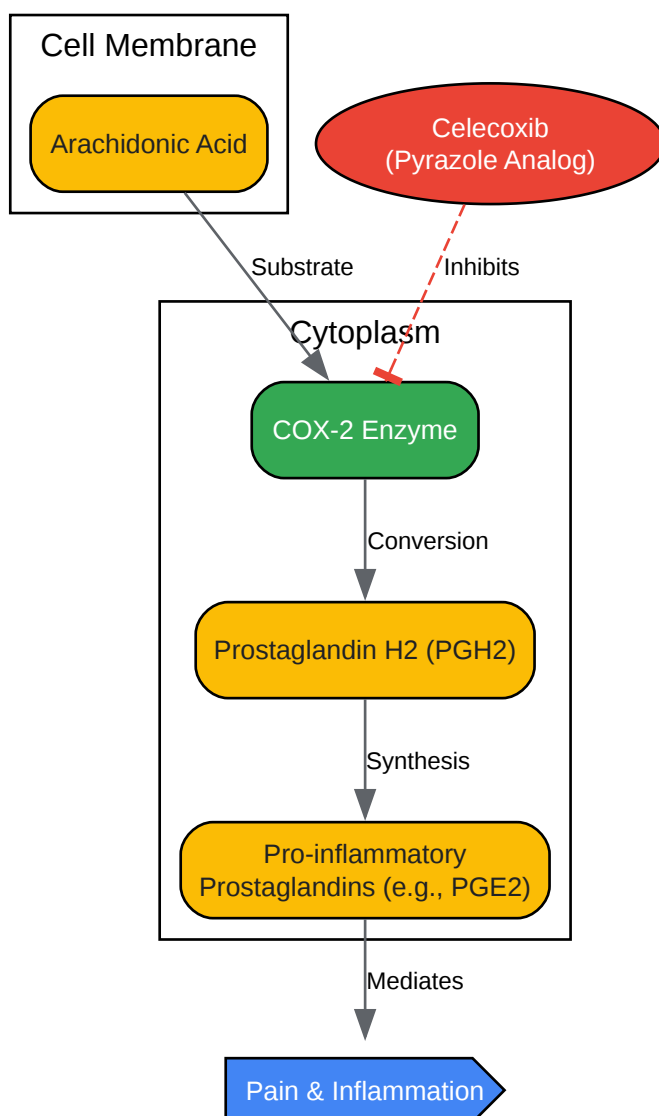 Cell Membrane
Arachidonic Acid
Celecoxib
(Pyrazole Analog)
Substrate
Inhibits
Cytoplasm
COX-2 Enzyme
Conversion
Prostaglandin H2 (PGH2)
Synthesis
Pro-inflammatory
Prostaglandins (e.g., PGE2)
Mediates
Pain & Inflammation